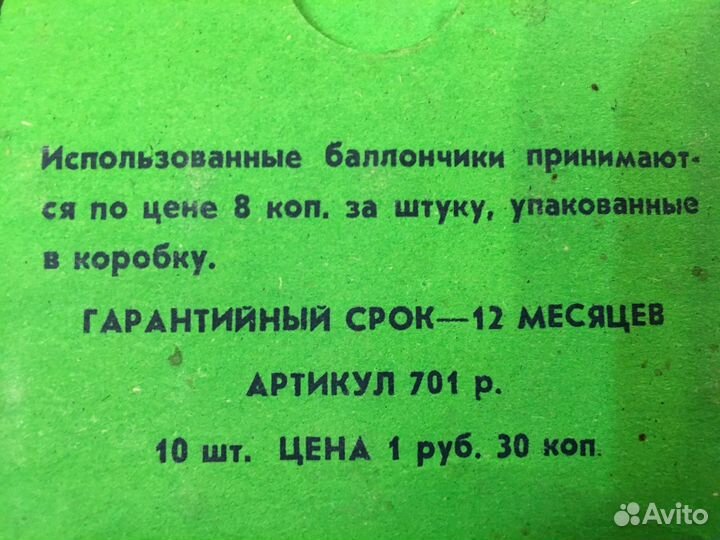 Использованные баллончики принимают-
ся по цене 8 коп. за штуку, упакованные
в коробку.
ГАРАНТИЙНЫЙ СРОК—12 МЕСЯЦЕВ
АРТИКУЛ 701 р.
10 шт. ЦЕНА 1 руб. 30 коп.
Avito